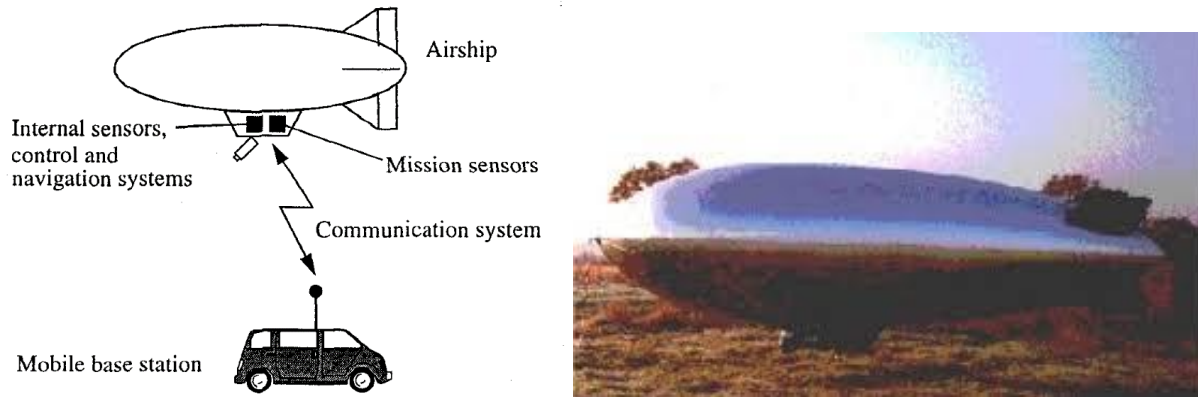 Airship
Internal sensors,
control and
navigation systems
Mission sensors
Communication system
Mobile base station